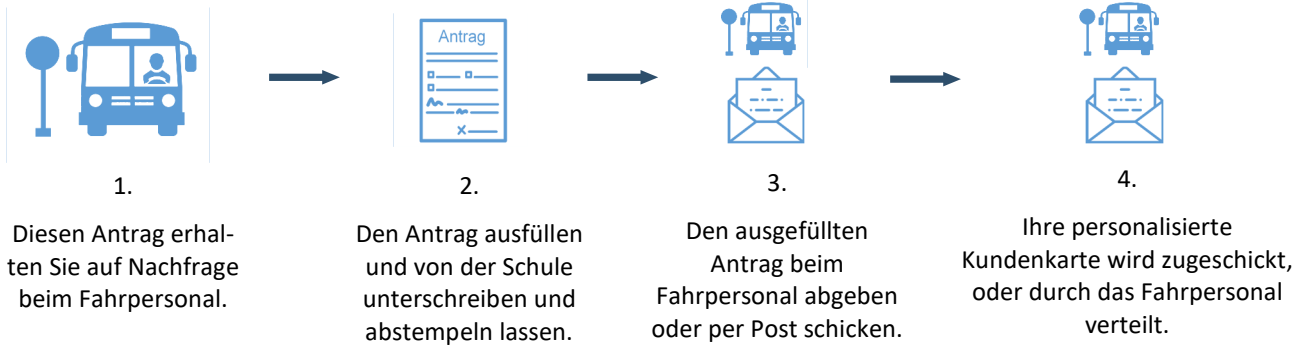 Antrag
1.
Diesen Antrag erhal-
ten Sie auf Nachfrage
beim Fahrpersonal.
2.
Den Antrag ausfüllen
und von der Schule
unterschreiben und
abstempeln lassen.
3.
Den ausgefüllten
Antrag beim
Fahrpersonal abgeben
oder per Post schicken.
4.
Ihre personalisierte
Kundenkarte wird zugeschickt,
oder durch das Fahrpersonal
verteilt.